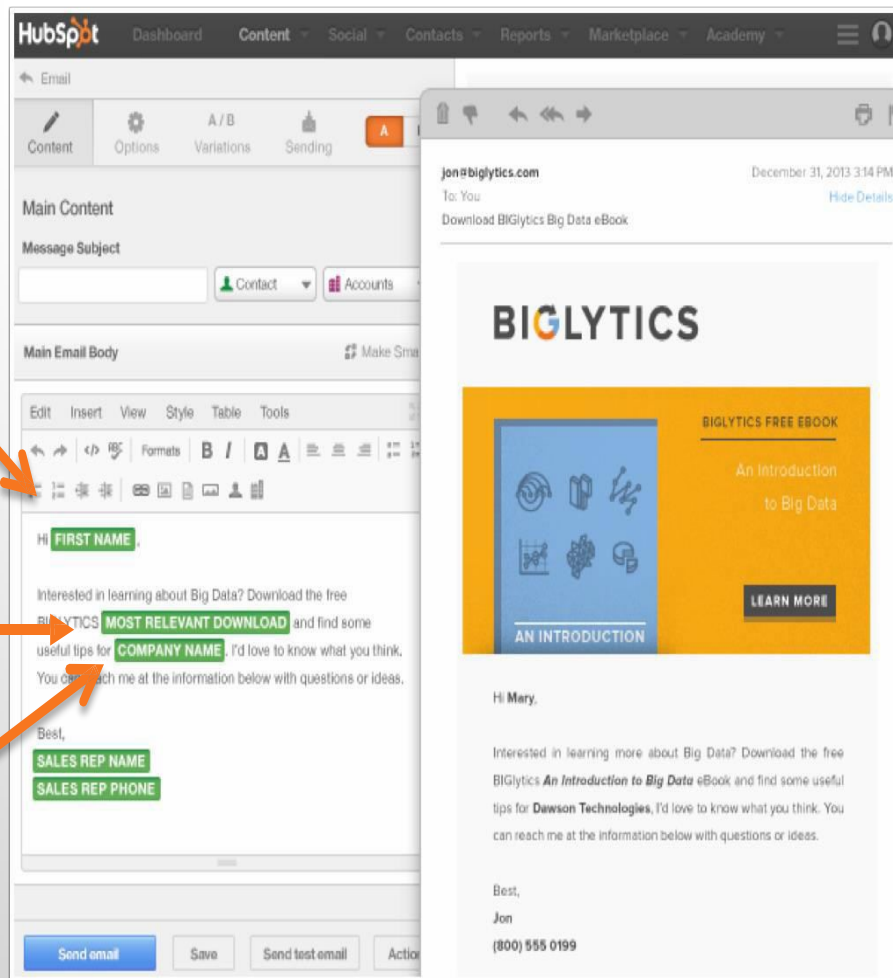 HubSpot Dashboard Content Social Contacts Reports Marketplace Academy
Email
Content Options A/B Variations Sending A
Main Content
Message Subject
Contact Accounts
Main Email Body Make Sma
Edit Insert View Style Table Tools
</> ABC Formats B I A A
Hi FIRST NAME ,
Interested in learning about Big Data? Download the free
BIGLYTICS MOST RELEVANT DOWNLOAD and find some
useful tips for COMPANY NAME . I'd love to know what you think.
You can reach me at the information below with questions or ideas.
Best,
SALES REP NAME
SALES REP PHONE
Send email Save Send test email Action
jon@biglytics.com December 31, 2013 3:14 PM
To: You Hide Details
Download BIGlytics Big Data eBook
BIGLYTICS
BIGLYTICS FREE EBOOK
An Introduction
to Big Data
LEARN MORE
AN INTRODUCTION
Hi Mary,
Interested in learning more about Big Data? Download the free
BIGlytics An Introduction to Big Data eBook and find some useful
tips for Dawson Technologies, I'd love to know what you think. You
can reach me at the information below with questions or ideas.
Best,
Jon
(800) 555 0199